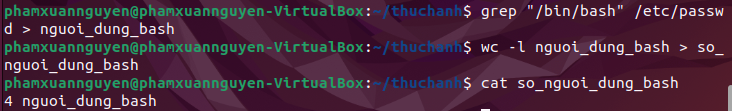 phamxuannguyen@phamxuannguyen-VirtualBox:~/thuchanh$ grep "/bin/bash" /etc/passw
d > nguoi_dung_bash
phamxuannguyen@phamxuannguyen-VirtualBox:~/thuchanh$ wc -l nguoi_dung_bash > so_
nguoi_dung_bash
phamxuannguyen@phamxuannguyen-VirtualBox:~/thuchanh$ cat so_nguoi_dung_bash
4 nguoi_dung_bash